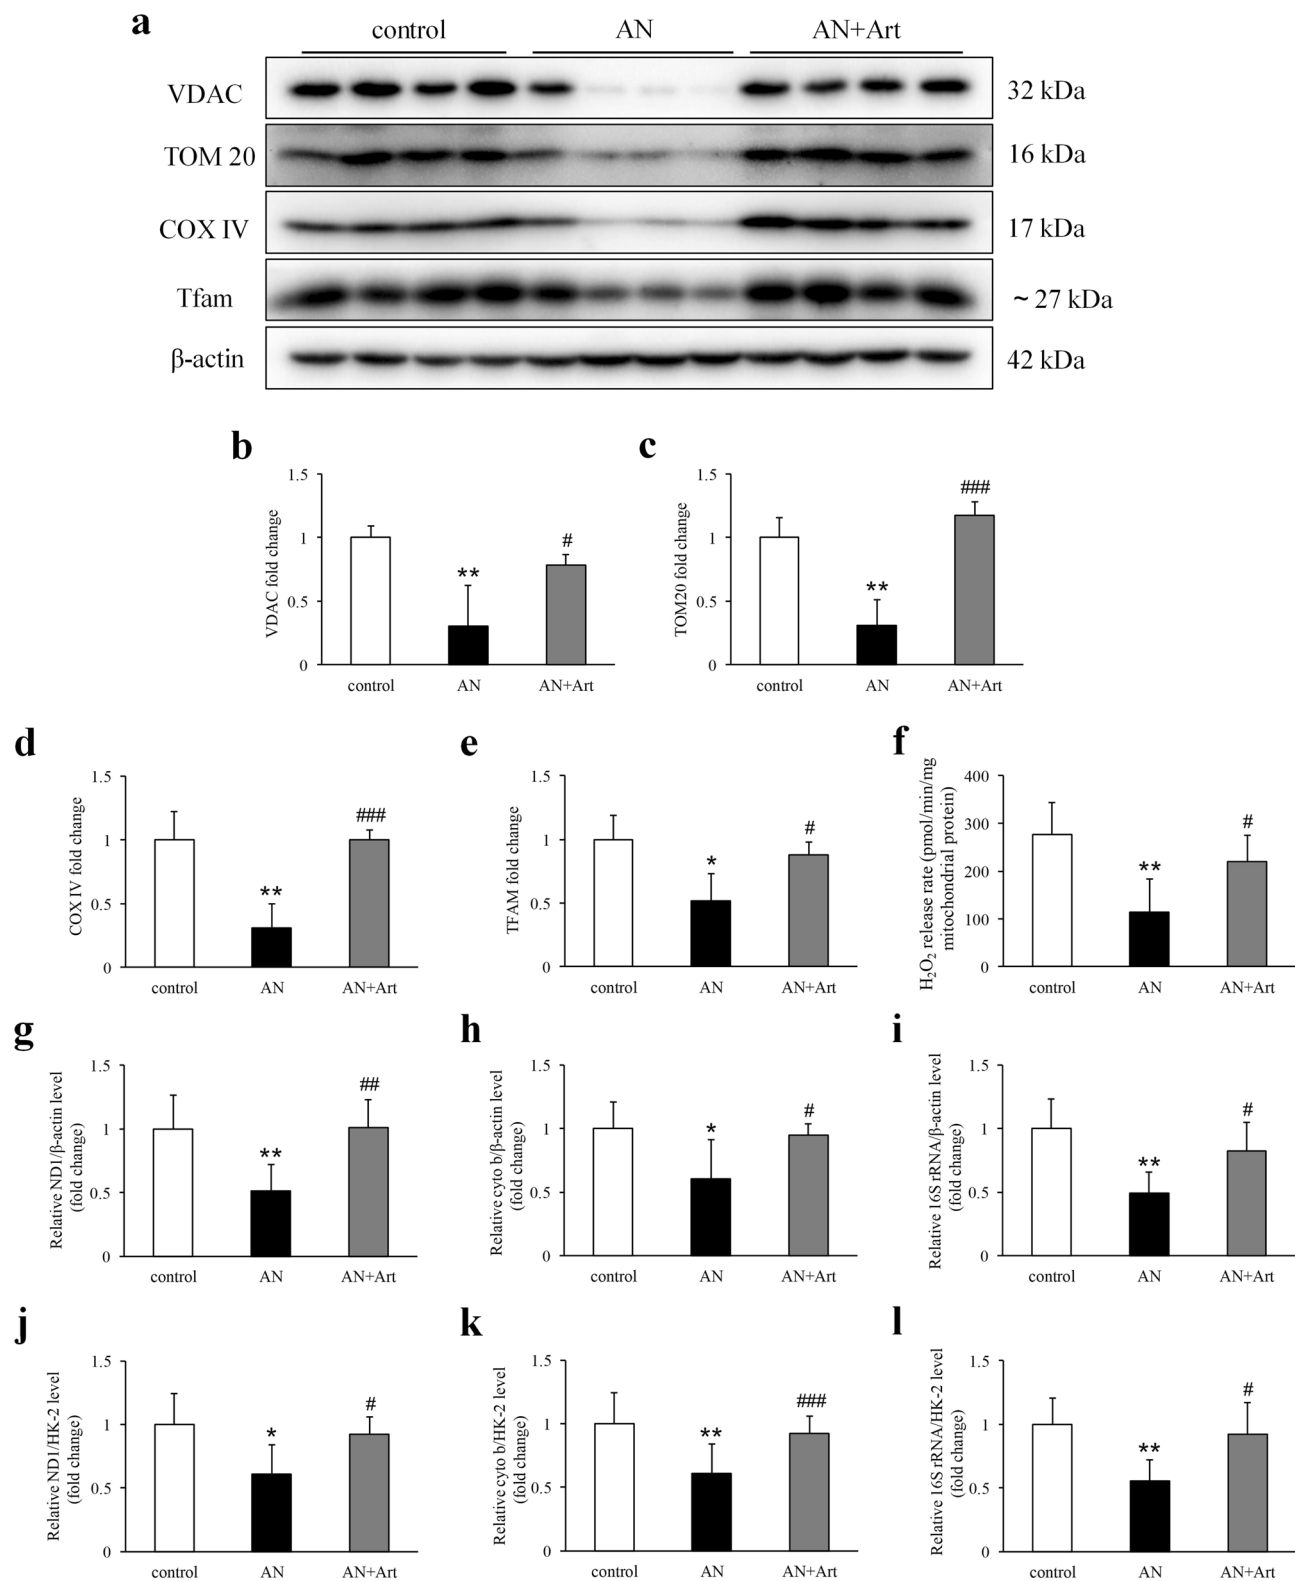 a
control AN AN+Art
VDAC 32 kDa
TOM 20 16 kDa
COX IV 17 kDa
Tfam ~ 27 kDa
β-actin 42 kDa
b
VDAC fold change
1.5
1
0.5
0
**
#
control AN AN+Art
c
TOM20 fold change
1.5
1
0.5
0
**
###
control AN AN+Art
d
COX IV fold change
1.5
1
0.5
0
**
###
control AN AN+Art
e
TFAM fold change
1.5
1
0.5
0
*
#
control AN AN+Art
f
H₂O₂ release rate (pmol/min/mg
mitochondrial protein)
400
300
200
100
0
**
#
control AN AN+Art
g
Relative ND1/β-actin level
(fold change)
1.5
1
0.5
0
**
##
control AN AN+Art
h
Relative cyto b/β-actin level
(fold change)
1.5
1
0.5
0
*
#
control AN AN+Art
i
Relative 16S rRNA/β-actin level
(fold change)
1.5
1
0.5
0
**
#
control AN AN+Art
j
Relative ND1/HK-2 level
(fold change)
1.5
1
0.5
0
*
#
control AN AN+Art
k
Relative cyto b/HK-2 level
(fold change)
1.5
1
0.5
0
**
###
control AN AN+Art
l
Relative 16S rRNA/HK-2 level
(fold change)
1.5
1
0.5
0
**
#
control AN AN+Art